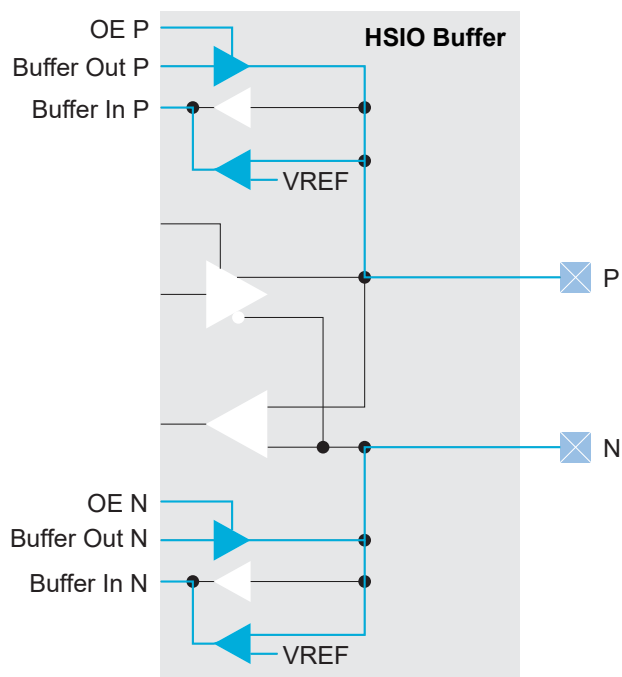 OE P
HSIO Buffer
Buffer Out P
Buffer In P
VREF
P
N
OE N
Buffer Out N
Buffer In N
VREF